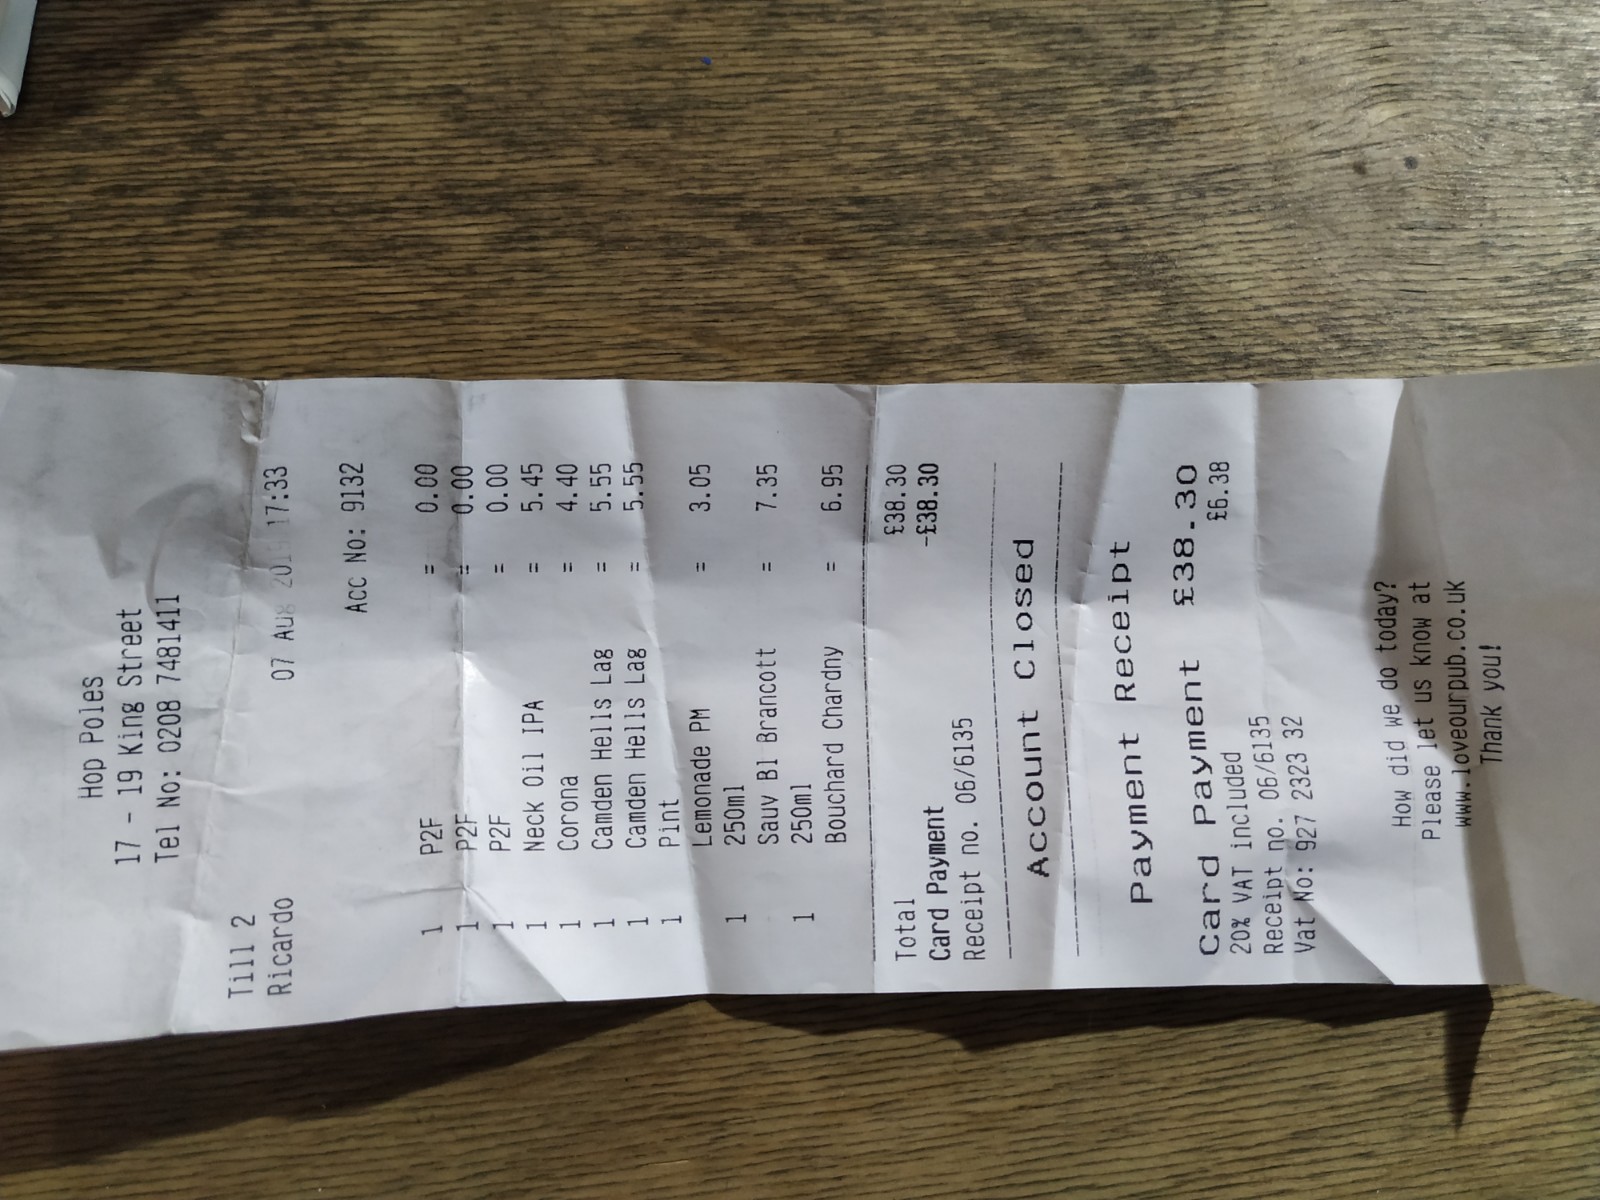 Hop Poles
17 - 19 King Street
Tel No: 0208 7481411
Till 2
Ricardo 07 Aug 201 17:33
Acc No: 9132
1 P2F = 0.00
1 P2F = 0.00
1 P2F = 0.00
1 Neck Oil IPA = 5.45
1 Corona = 4.40
1 Camden Hells Lag = 5.55
1 Camden Hells Lag = 5.55
1 Pint
Lemonade PM = 3.05
1 250ml
Sauv Bl Brancott = 7.35
1 250ml
Bouchard Chardny = 6.95
Total £38.30
Card Payment -£38.30
Receipt no. 06/6135
Account Closed
Payment Receipt
Card Payment £38.30
20% VAT included £6.38
Receipt no. 06/6135
Vat No: 927 2323 32
How did we do today?
Please let us know at
www.loveourpub.co.uk
Thank you!